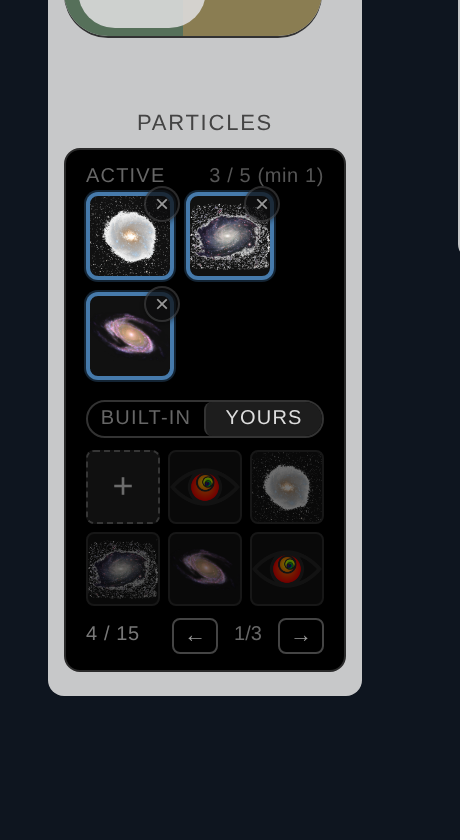 PARTICLES
ACTIVE 3 / 5 (min 1)
✕ ✕
✕
BUILT-IN YOURS
+
4 / 15 ← 1/3 →